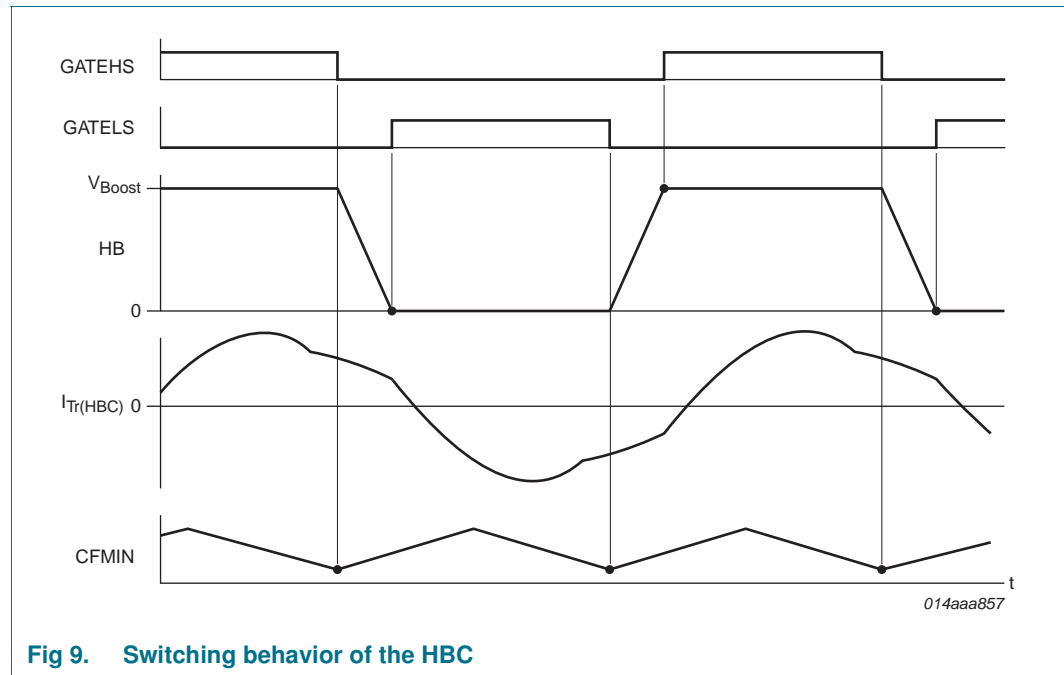 GATEHS
GATELS
VBoost
HB
0
ITr(HBC) 0
CFMIN
t
014aaa857
Fig 9. Switching behavior of the HBC